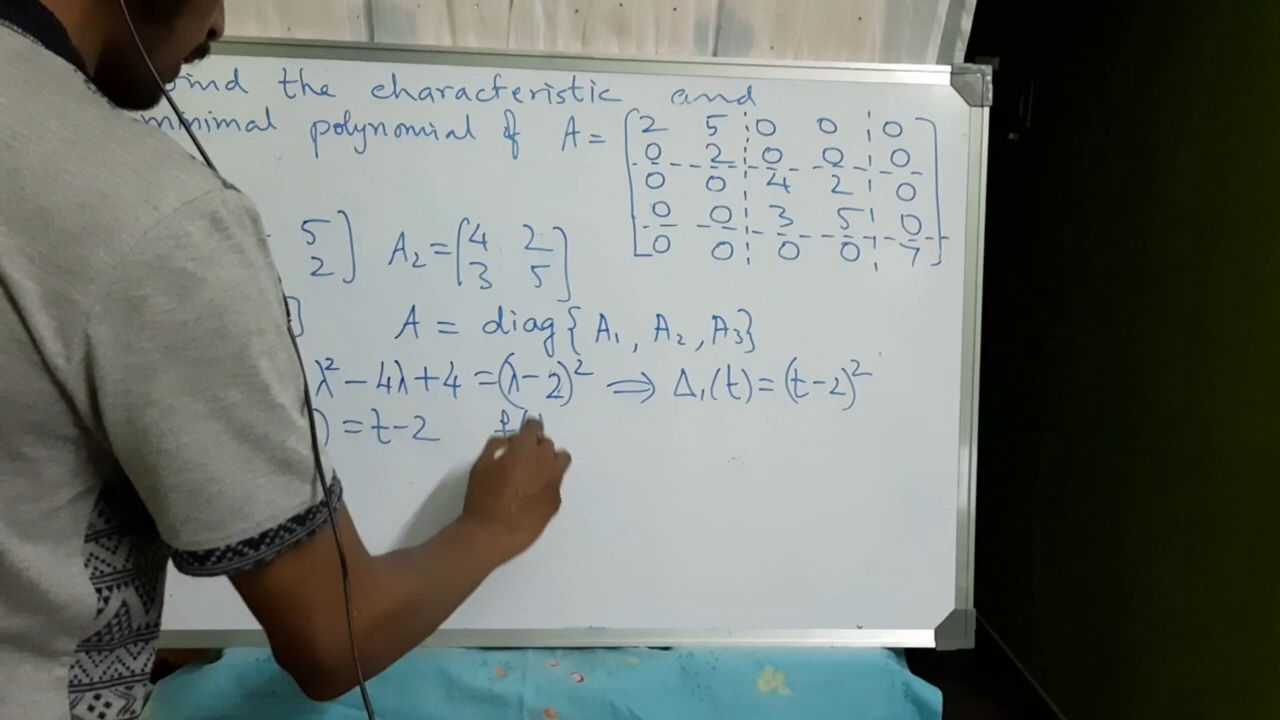 the characteristic and
minimal polynomial of A = [2 5 0 0 0
0 2 0 0 0
0 0 4 2 0
0 0 3 5 0
0 0 0 0 7]
5 2] A₂ = [4 2
3 5]
] A = diag{A₁, A₂, A₃}
λ² - 4λ + 4 = (λ - 2)² ⇒ Δ₁(t) = (t - 2)²
) = t - 2 f(